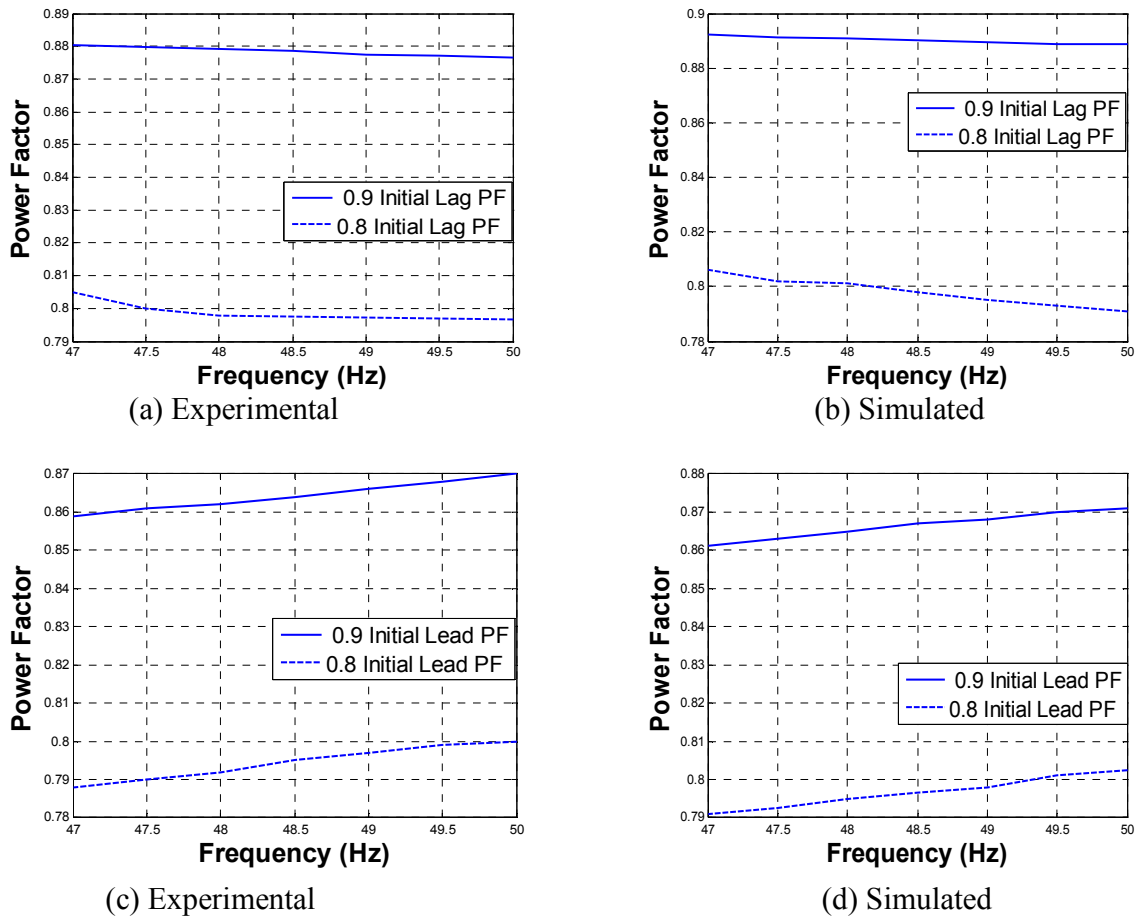 0.89
0.88
0.87
0.86
0.85
0.84
0.83
0.82
0.81
0.8
0.79
Power Factor
0.9 Initial Lag PF
0.8 Initial Lag PF
47 47.5 48 48.5 49 49.5 50
Frequency (Hz)
(a) Experimental
0.9
0.88
0.86
0.84
0.82
0.8
0.78
Power Factor
0.9 Initial Lag PF
0.8 Initial Lag PF
47 47.5 48 48.5 49 49.5 50
Frequency (Hz)
(b) Simulated
0.87
0.86
0.85
0.84
0.83
0.82
0.81
0.8
0.79
0.78
Power Factor
0.9 Initial Lead PF
0.8 Initial Lead PF
47 47.5 48 48.5 49 49.5 50
Frequency (Hz)
(c) Experimental
0.88
0.87
0.86
0.85
0.84
0.83
0.82
0.81
0.8
0.79
Power Factor
0.9 Initial Lead PF
0.8 Initial Lead PF
47 47.5 48 48.5 49 49.5 50
Frequency (Hz)
(d) Simulated